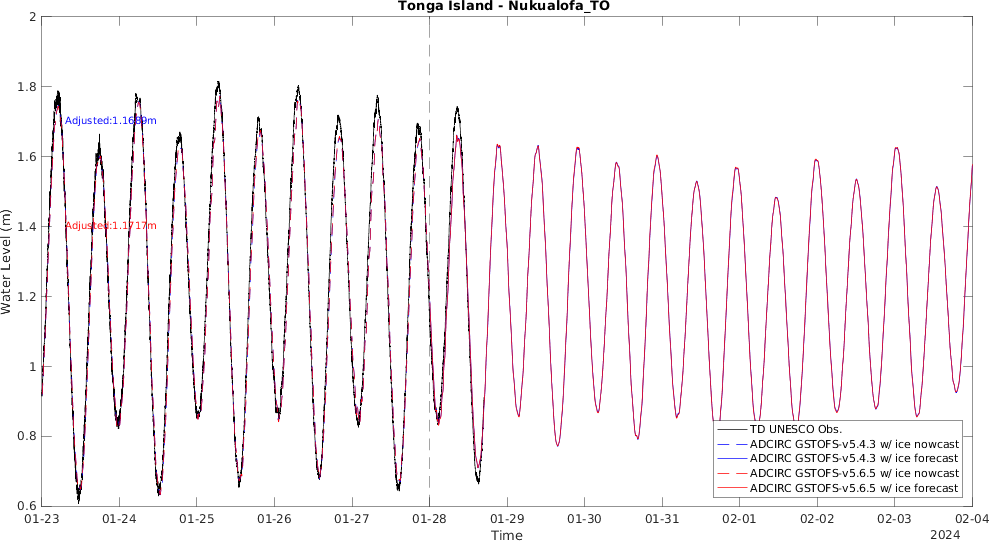 Tonga Island - Nukualofa_TO
2
1.8
1.6
1.4
1.2
1
0.8
0.6
Water Level (m)
Adjusted:1.1689m
Adjusted:1.1717m
TD UNESCO Obs.
ADCIRC GSTOFS-v5.4.3 w/ ice nowcast
ADCIRC GSTOFS-v5.4.3 w/ ice forecast
ADCIRC GSTOFS-v5.6.5 w/ ice nowcast
ADCIRC GSTOFS-v5.6.5 w/ ice forecast
01-23 01-24 01-25 01-26 01-27 01-28 01-29 01-30 01-31 02-01 02-02 02-03 02-04
Time
2024